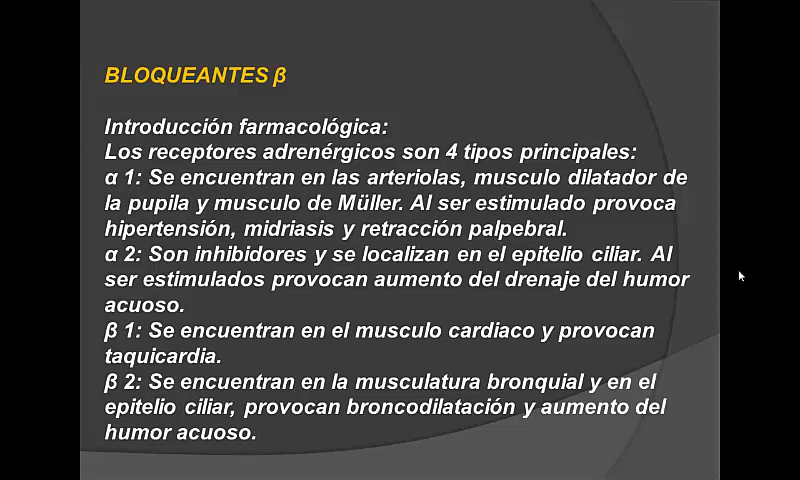 BLOQUEANTES β
Introducción farmacológica:
Los receptores adrenérgicos son 4 tipos principales:
α 1: Se encuentran en las arteriolas, musculo dilatador de
la pupila y musculo de Müller. Al ser estimulado provoca
hipertensión, midriasis y retracción palpebral.
α 2: Son inhibidores y se localizan en el epitelio ciliar. Al
ser estimulados provocan aumento del drenaje del humor
acuoso.
β 1: Se encuentran en el musculo cardiaco y provocan
taquicardia.
β 2: Se encuentran en la musculatura bronquial y en el
epitelio ciliar, provocan broncodilatación y aumento del
humor acuoso.